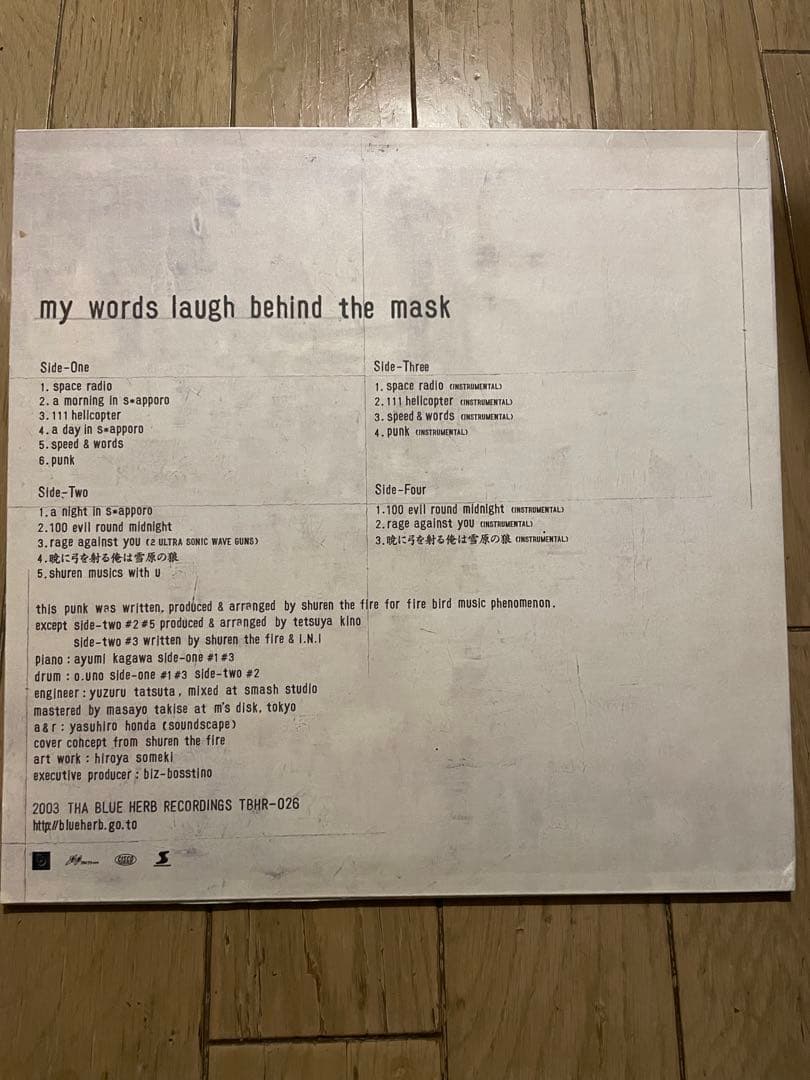 my words laugh behind the mask
Side-One
1. space radio
2. a morning in s*apporo
3. 111 helicopter
4. a day in s*apporo
5. speed & words
6. punk
Side-Two
1. a night in s*apporo
2. 100 evil round midnight
3. rage against you (2 ULTRA SONIC WAVE GUNS)
4. 暁に弓を射る俺は雪原の狼
5. shuren musics with u
Side-Three
1. space radio (INSTRUMENTAL)
2. 111 helicopter (INSTRUMENTAL)
3. speed & words (INSTRUMENTAL)
4. punk (INSTRUMENTAL)
Side-Four
1. 100 evil round midnight (INSTRUMENTAL)
2. rage against you (INSTRUMENTAL)
3. 暁に弓を射る俺は雪原の狼 (INSTRUMENTAL)
this punk was written, produced & arranged by shuren the fire for fire bird music phenomenon.
except side-two #2 #5 produced & arranged by tetsuya kino
side-two #3 written by shuren the fire & i.N.I
piano : ayumi kagawa side-one #1 #3
drum : o.uno side-one #1 #3 side-two #2
engineer : yuzuru tatsuta, mixed at smash studio
mastered by masayo takise at m's disk, tokyo
a&r : yasuhiro honda (soundscape)
cover concept from shuren the fire
art work : hiroya someki
executive producer : biz-bosstino
2003 THA BLUE HERB RECORDINGS TBHR-026
http://blueherb.go.to